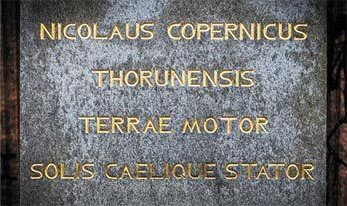 NICOLAUS COPERNICUS
THORUNENSIS
TERRAE MOTOR
SOLIS CAELIQUE STATOR